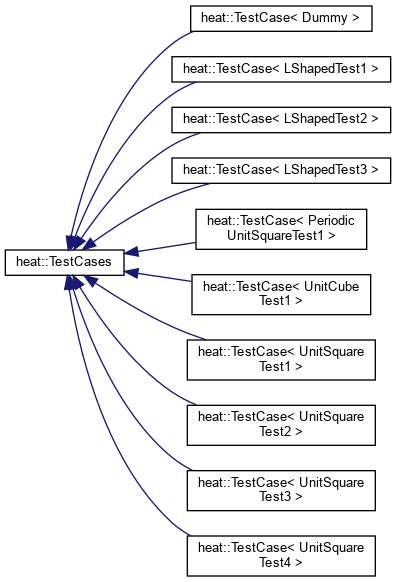 heat::TestCase< Dummy >
heat::TestCase< LShapedTest1 >
heat::TestCase< LShapedTest2 >
heat::TestCase< LShapedTest3 >
heat::TestCase< Periodic
UnitSquareTest1 >
heat::TestCases
heat::TestCase< UnitCube
Test1 >
heat::TestCase< UnitSquare
Test1 >
heat::TestCase< UnitSquare
Test2 >
heat::TestCase< UnitSquare
Test3 >
heat::TestCase< UnitSquare
Test4 >